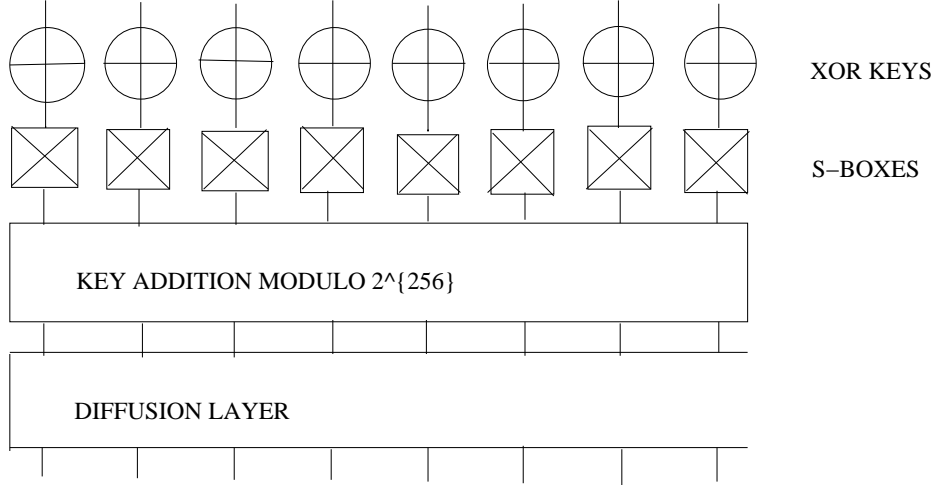 XOR KEYS
S−BOXES
KEY ADDITION MODULO 2^{256}
DIFFUSION LAYER